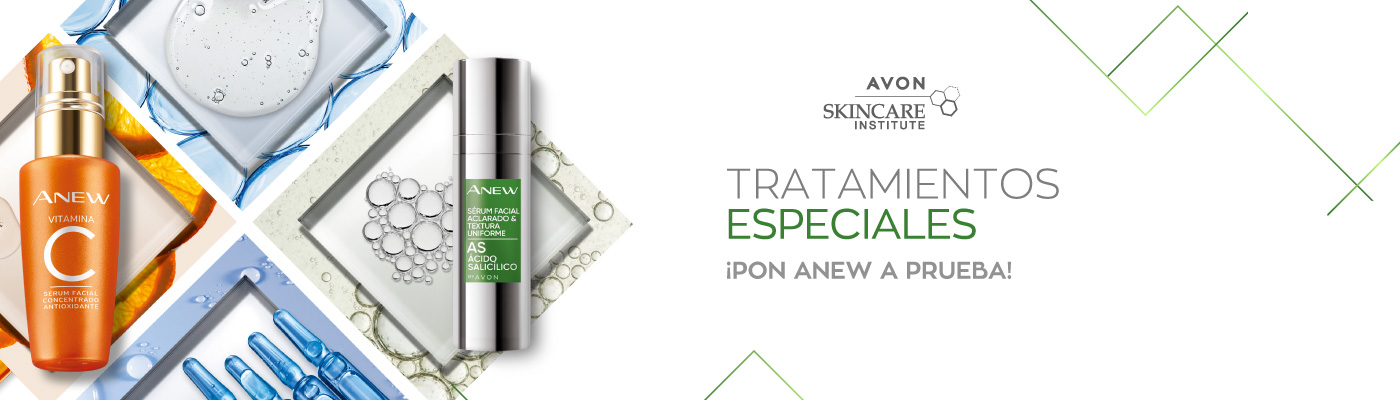 ANEW
VITAMINA
C
SÉRUM FACIAL
CONCENTRADO
ANTIOXIDANTE
ANEW
SÉRUM FACIAL
ACLARADO &
TEXTURA
UNIFORME
AS
ÁCIDO
SALICÍLICO
BY AVON
AVON
SKINCARE
INSTITUTE
TRATAMIENTOS
ESPECIALES
¡PON ANEW A PRUEBA!